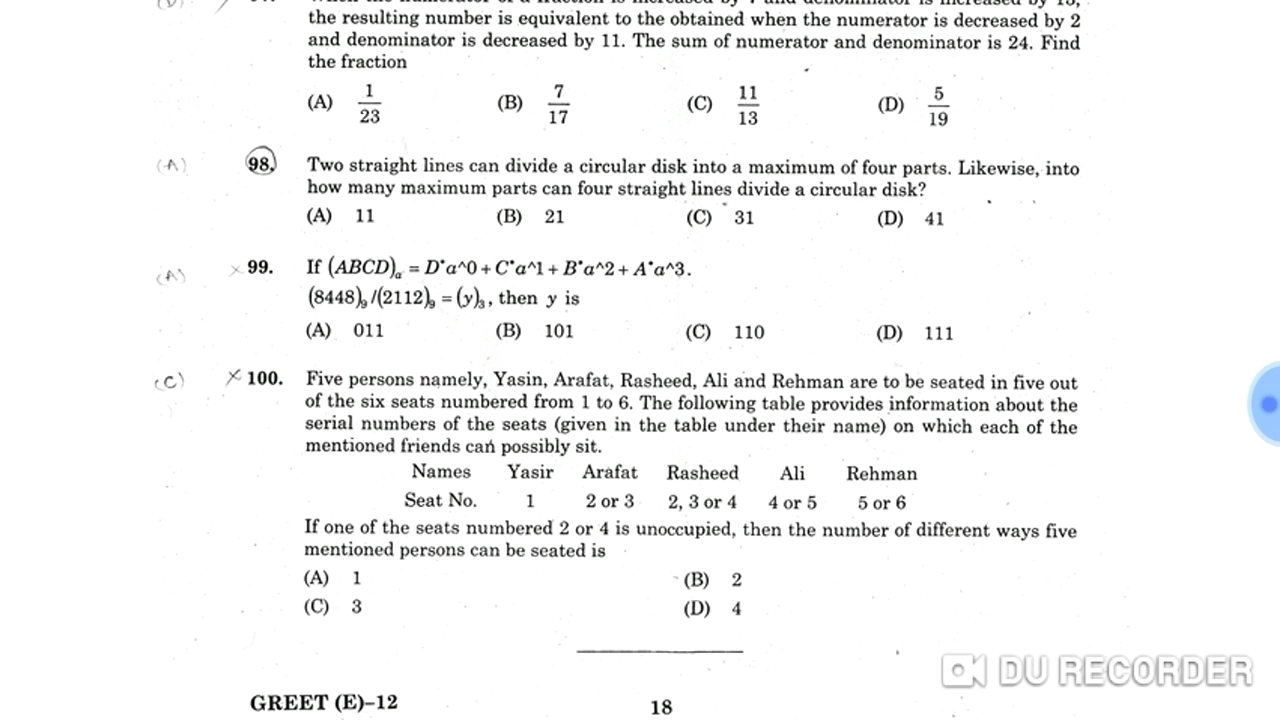 the resulting number is equivalent to the obtained when the numerator is decreased by 2
and denominator is decreased by 11. The sum of numerator and denominator is 24. Find
the fraction
(A) 1/23 (B) 7/17 (C) 11/13 (D) 5/19
(A) 98. Two straight lines can divide a circular disk into a maximum of four parts. Likewise, into
how many maximum parts can four straight lines divide a circular disk?
(A) 11 (B) 21 (C) 31 (D) 41
(A) × 99. If (ABCD)ₐ = D*a^0 + C*a^1 + B*a^2 + A*a^3.
(8448)₉/(2112)₉ = (y)₃, then y is
(A) 011 (B) 101 (C) 110 (D) 111
(C) × 100. Five persons namely, Yasin, Arafat, Rasheed, Ali and Rehman are to be seated in five out
of the six seats numbered from 1 to 6. The following table provides information about the
serial numbers of the seats (given in the table under their name) on which each of the
mentioned friends can possibly sit.
Names Yasir Arafat Rasheed Ali Rehman
Seat No. 1 2 or 3 2, 3 or 4 4 or 5 5 or 6
If one of the seats numbered 2 or 4 is unoccupied, then the number of different ways five
mentioned persons can be seated is
(A) 1 (B) 2
(C) 3 (D) 4
DU RECORDER
GREET (E)–12 18